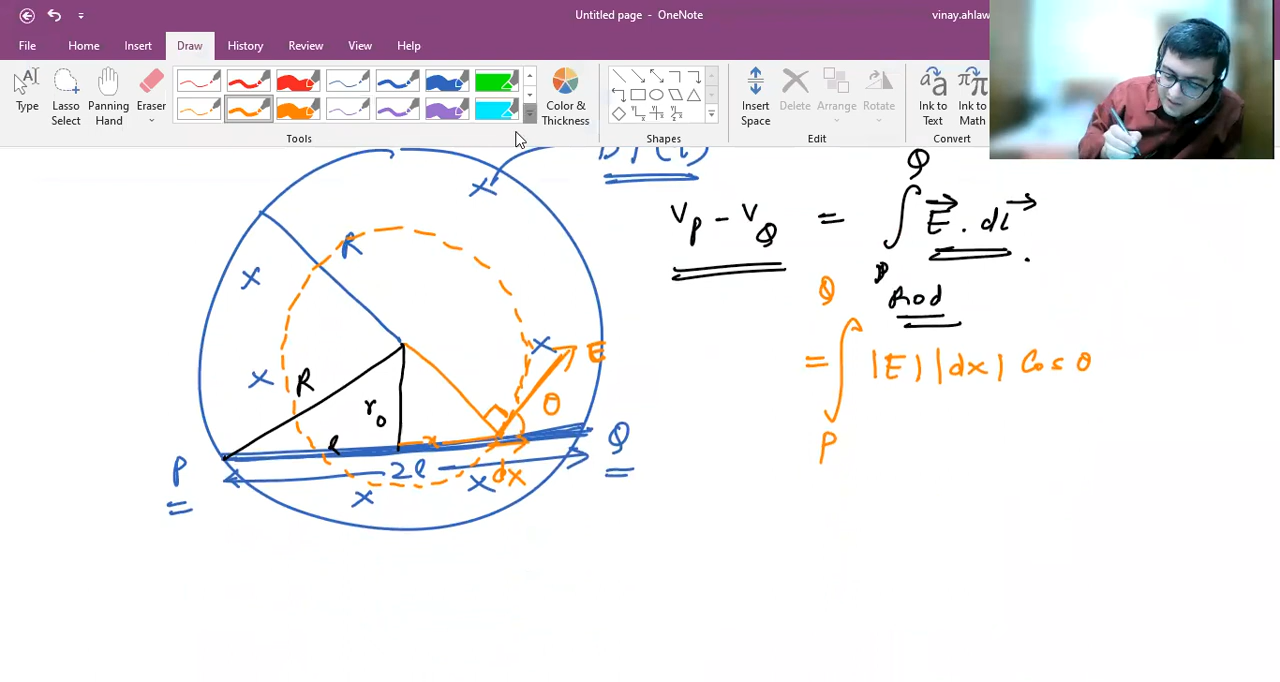 Untitled page - OneNote
vinay.ahlaw
File Home Insert Draw History Review View Help
Type
Lasso Select
Panning Hand
Eraser
Color & Thickness
Insert Space
Delete
Arrange
Rotate
Ink to Text
Ink to Math
Tools
Shapes
Edit
Convert
x
R
x
x
R
r₀
l
x
x
E
θ
P
2l
Q
x
x
dx
V_P - V_Q = ∫_P^Q E⃗ . dl⃗ .
Rod
= ∫_P^Q |E| |dx| Cos θ